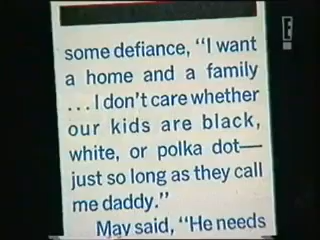 E!
some defiance, “I want
a home and a family
...I don't care whether
our kids are black,
white, or polka dot—
just so long as they call
me daddy.”
May said, “He needs